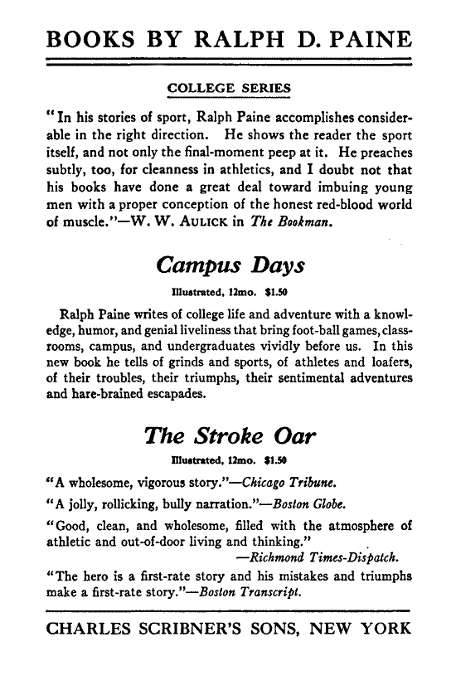 BOOKS BY RALPH D. PAINE
COLLEGE SERIES
"In his stories of sport, Ralph Paine accomplishes consider-
able in the right direction. He shows the reader the sport
itself, and not only the final-moment peep at it. He preaches
subtly, too, for cleanness in athletics, and I doubt not that
his books have done a great deal toward imbuing young
men with a proper conception of the honest red-blood world
of muscle."—W. W. AULICK in The Bookman.
Campus Days
Illustrated, 12mo. $1.50
Ralph Paine writes of college life and adventure with a knowl-
edge, humor, and genial liveliness that bring foot-ball games, class-
rooms, campus, and undergraduates vividly before us. In this
new book he tells of grinds and sports, of athletes and loafers,
of their troubles, their triumphs, their sentimental adventures
and hare-brained escapades.
The Stroke Oar
Illustrated, 12mo. $1.50
"A wholesome, vigorous story."—Chicago Tribune.
"A jolly, rollicking, bully narration."—Boston Globe.
"Good, clean, and wholesome, filled with the atmosphere of
athletic and out-of-door living and thinking."
—Richmond Times-Dispatch.
"The hero is a first-rate story and his mistakes and triumphs
make a first-rate story."—Boston Transcript.
CHARLES SCRIBNER'S SONS, NEW YORK